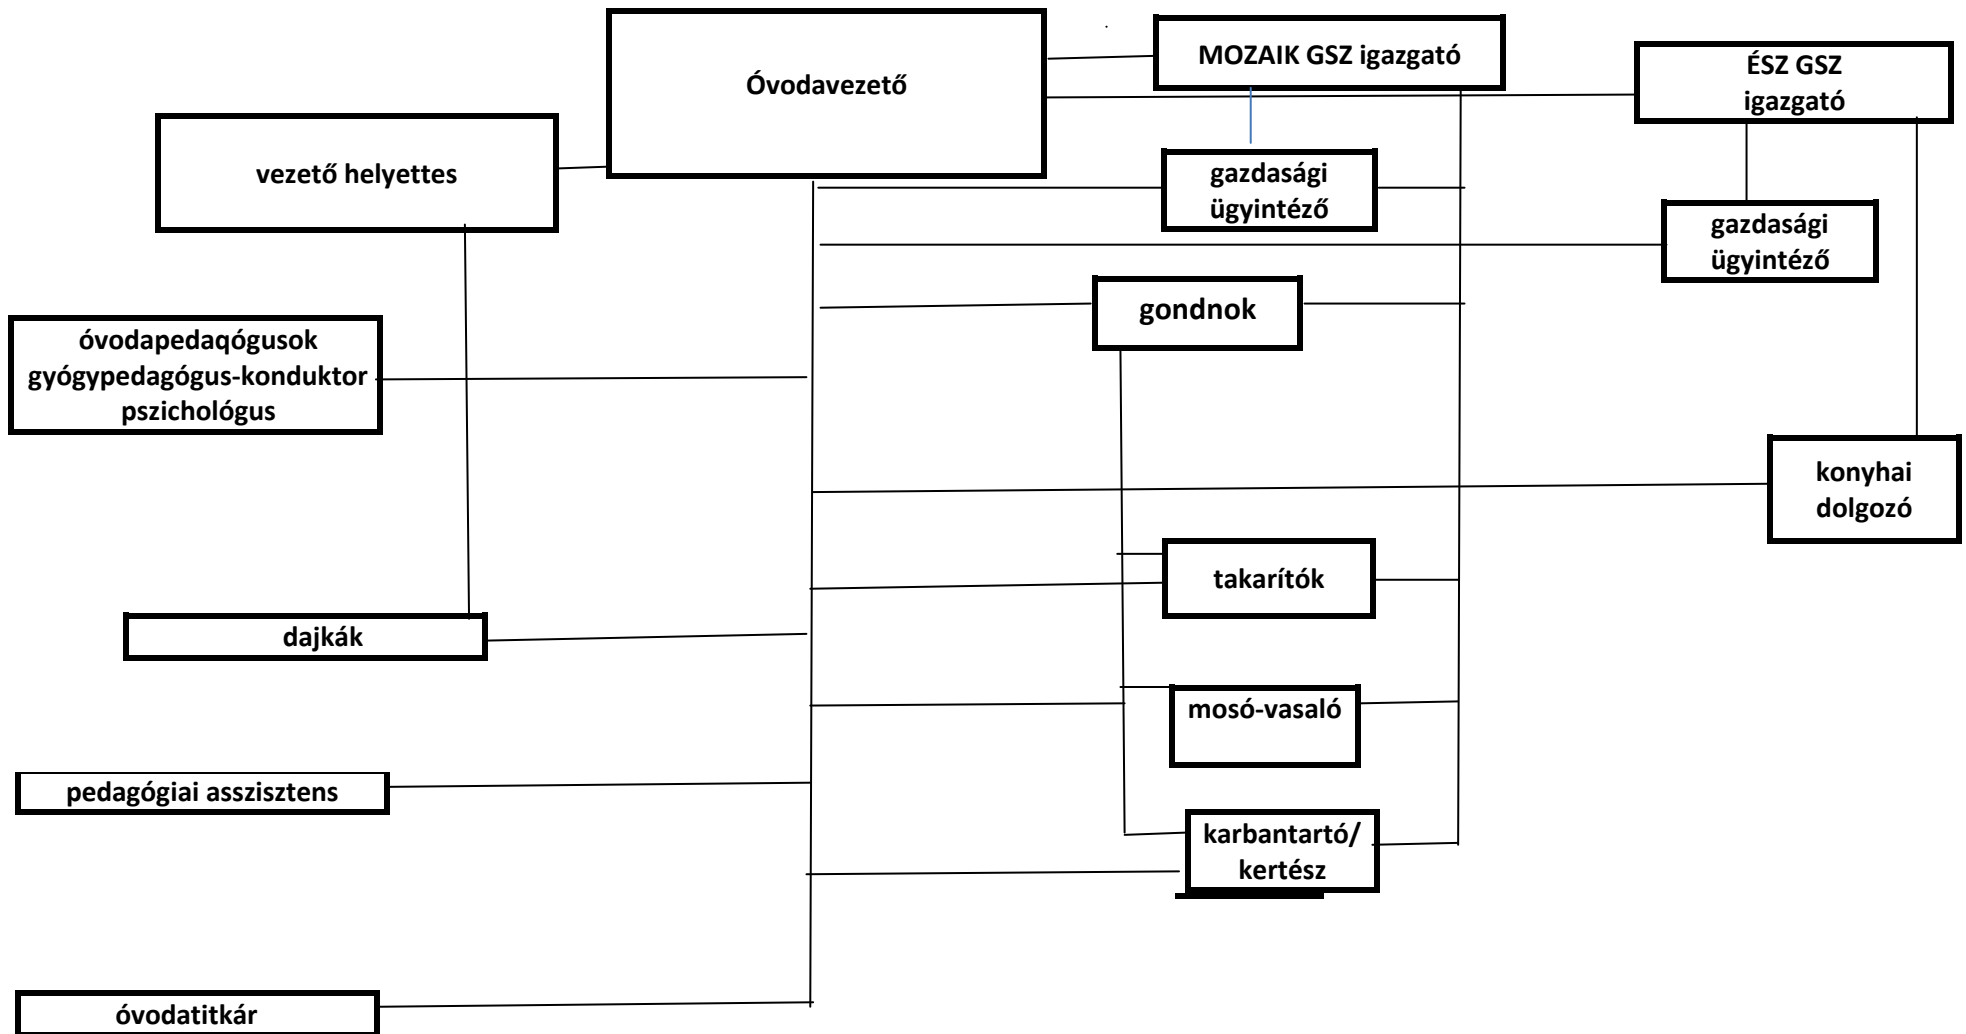 Óvodavezető
MOZAIK GSZ igazgató
ÉSZ GSZ
igazgató
vezető helyettes
gazdasági
ügyintéző
gazdasági
ügyintéző
gondnok
óvodapedaqógusok
gyógypedagógus-konduktor
pszichológus
konyhai
dolgozó
takarítók
dajkák
mosó-vasaló
pedagógiai asszisztens
karbantartó/
kertész
óvodatitkár